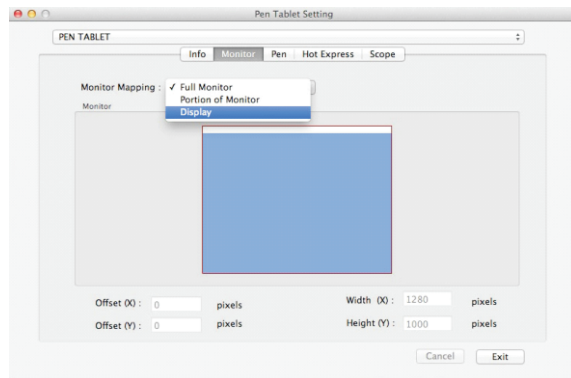 Pen Tablet Setting
PEN TABLET
Info Monitor Pen Hot Express Scope
Monitor Mapping : ✓ Full Monitor
Portion of Monitor
Display
Monitor
Offset (X) : 0 pixels Width (X) : 1280 pixels
Offset (Y) : 0 pixels Height (Y) : 1000 pixels
Cancel Exit